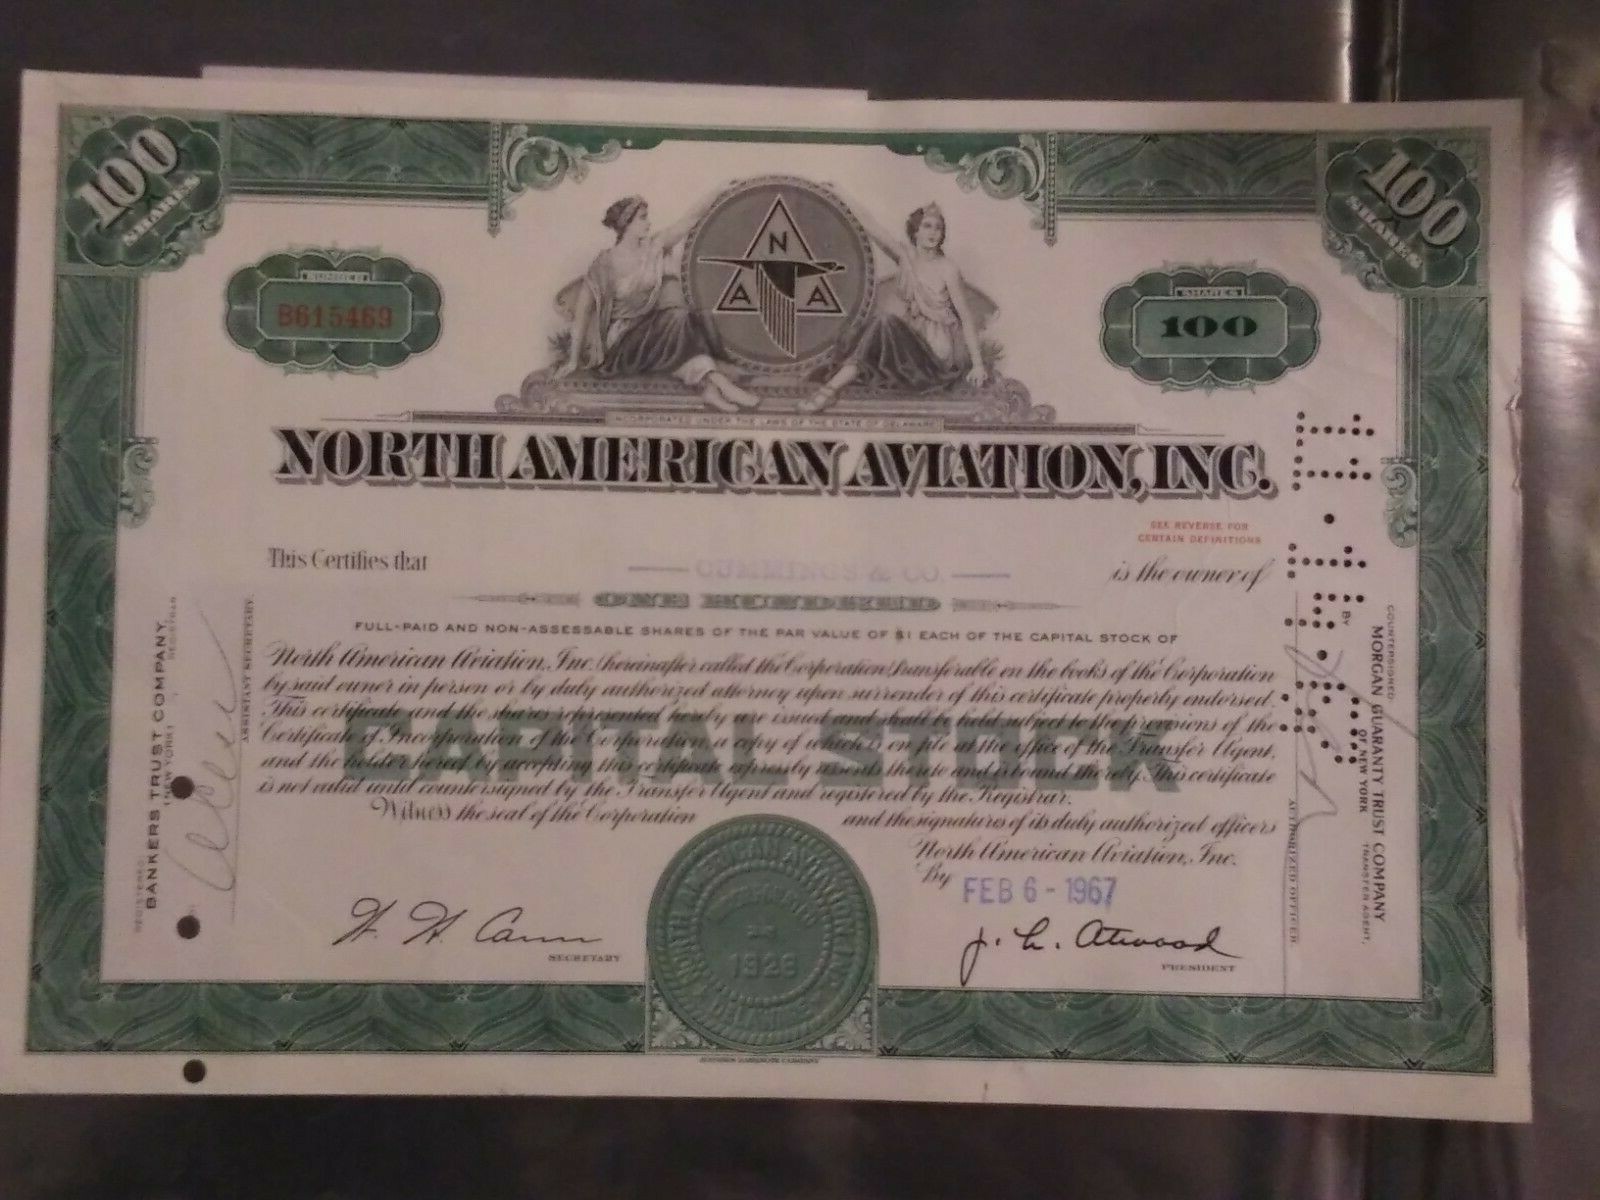 100 SHARES
100 SHARES
NUMBER
B615469
N
A A
SHARES
100
INCORPORATED UNDER THE LAWS OF THE STATE OF DELAWARE
NORTH AMERICAN AVIATION, INC.
SEE REVERSE FOR
CERTAIN DEFINITIONS
This Certifies that
CUMMINGS & CO.
is the owner of
ONE HUNDRED
FULL-PAID AND NON-ASSESSABLE SHARES OF THE PAR VALUE OF $1 EACH OF THE CAPITAL STOCK OF
North American Aviation, Inc. (hereinafter called the Corporation) transferable on the books of the Corporation
by said owner in person or by duly authorized attorney upon surrender of this certificate properly endorsed.
This certificate and the shares represented hereby are issued and shall be held subject to the provisions of the
Certificate of Incorporation of the Corporation, a copy of which is on file at the office of the Transfer Agent,
and the holder hereof by accepting this certificate expressly assents thereto and is bound thereby. This certificate
is not valid until countersigned by the Transfer Agent and registered by the Registrar.
CAPITAL STOCK
Witness the seal of the Corporation
and the signatures of its duly authorized officers
North American Aviation, Inc.
By
FEB 6 - 1967
SECRETARY
J. L. Atwood
PRESIDENT
NORTH AMERICAN AVIATION, INC.
1928
DELAWARE
REGISTERED:
BANKERS TRUST COMPANY,
(NEW YORK)
REGISTRAR
ASSISTANT SECRETARY.
COUNTERSIGNED:
MORGAN GUARANTY TRUST COMPANY
OF NEW YORK
TRANSFER AGENT,
BY
AUTHORIZED OFFICER